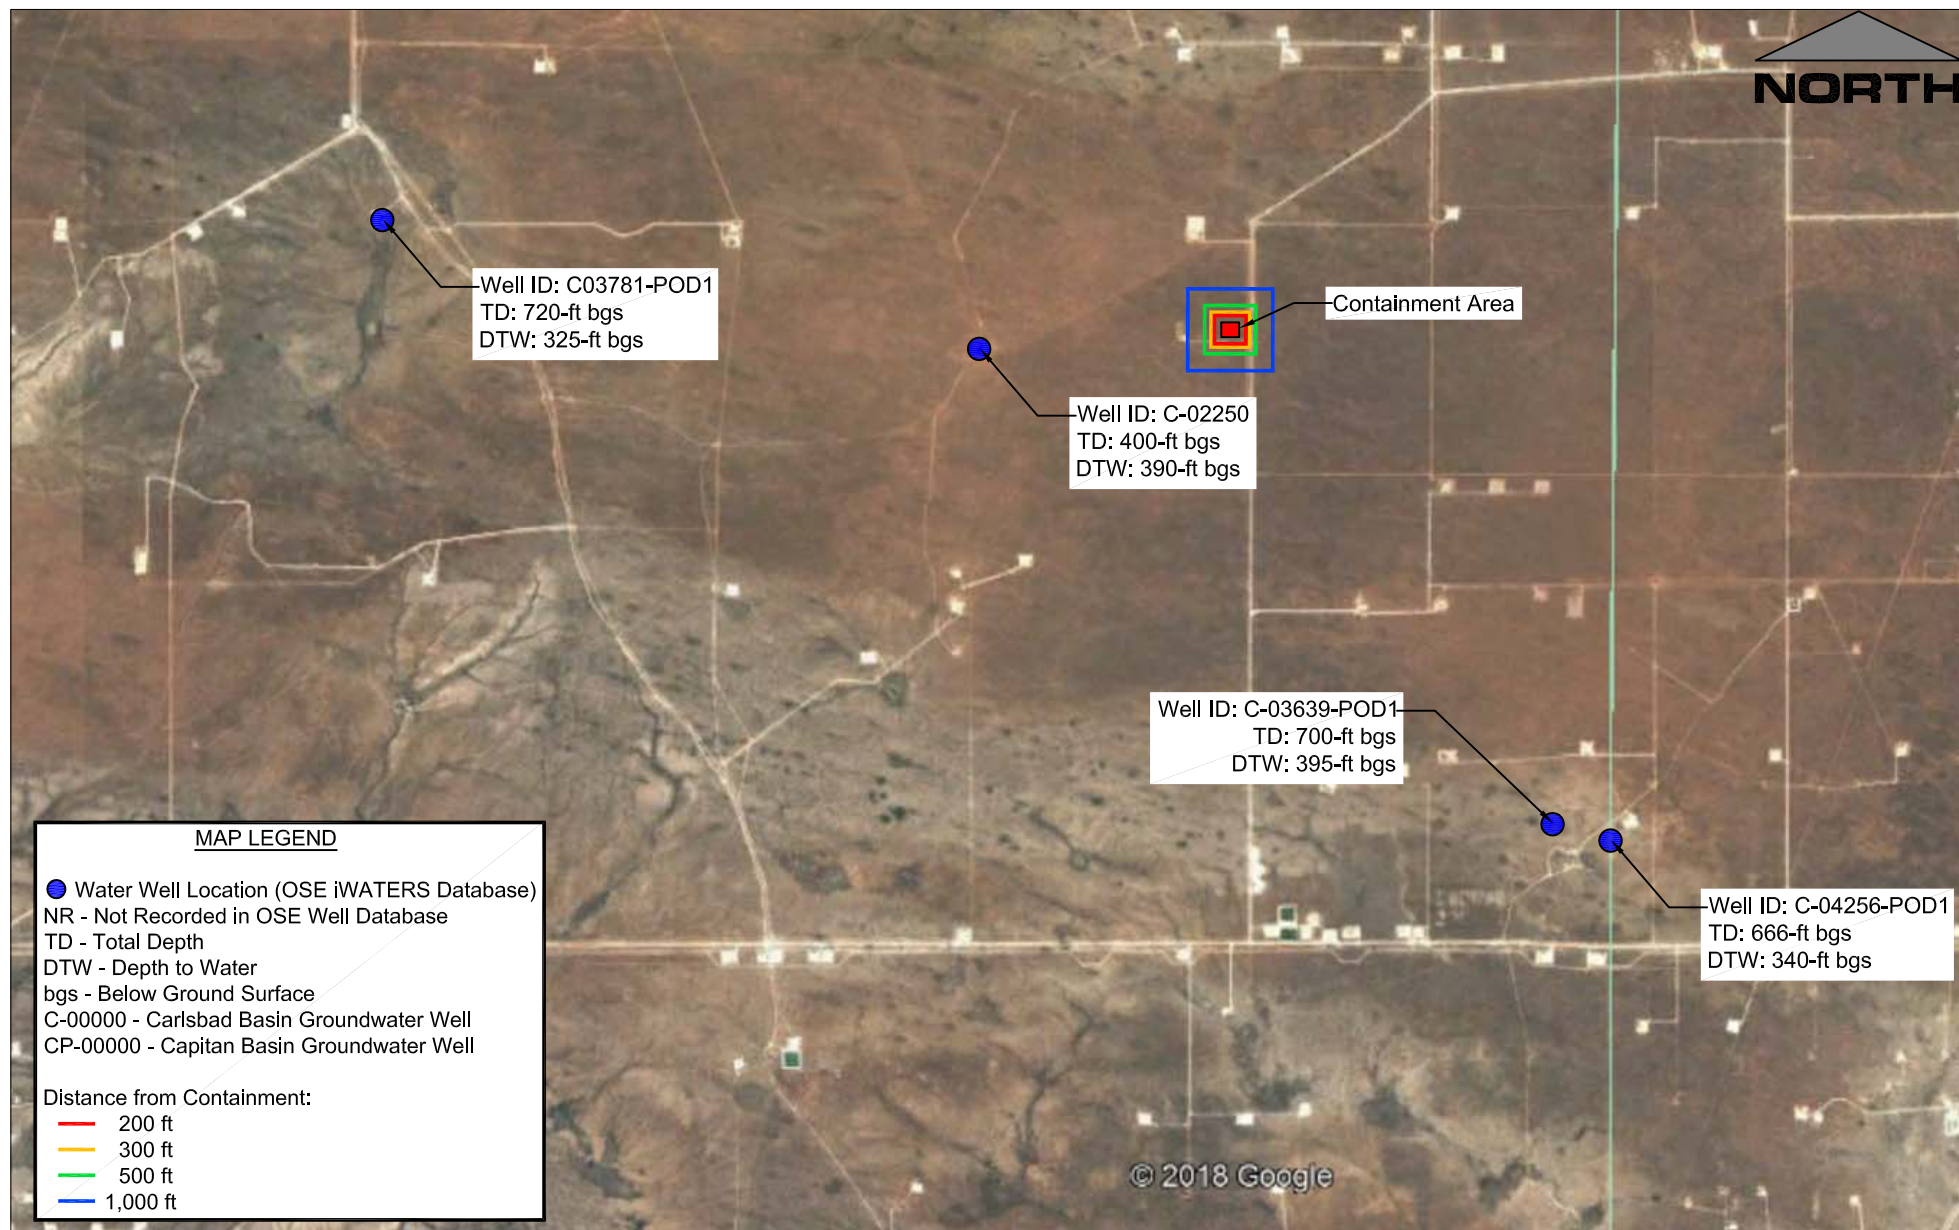 NORTH
Well ID: C03781-POD1
TD: 720-ft bgs
DTW: 325-ft bgs
Containment Area
Well ID: C-02250
TD: 400-ft bgs
DTW: 390-ft bgs
Well ID: C-03639-POD1
TD: 700-ft bgs
DTW: 395-ft bgs
Well ID: C-04256-POD1
TD: 666-ft bgs
DTW: 340-ft bgs
MAP LEGEND
Water Well Location (OSE iWATERS Database)
NR - Not Recorded in OSE Well Database
TD - Total Depth
DTW - Depth to Water
bgs - Below Ground Surface
C-00000 - Carlsbad Basin Groundwater Well
CP-00000 - Capitan Basin Groundwater Well
Distance from Containment:
200 ft
300 ft
500 ft
1,000 ft
© 2018 Google